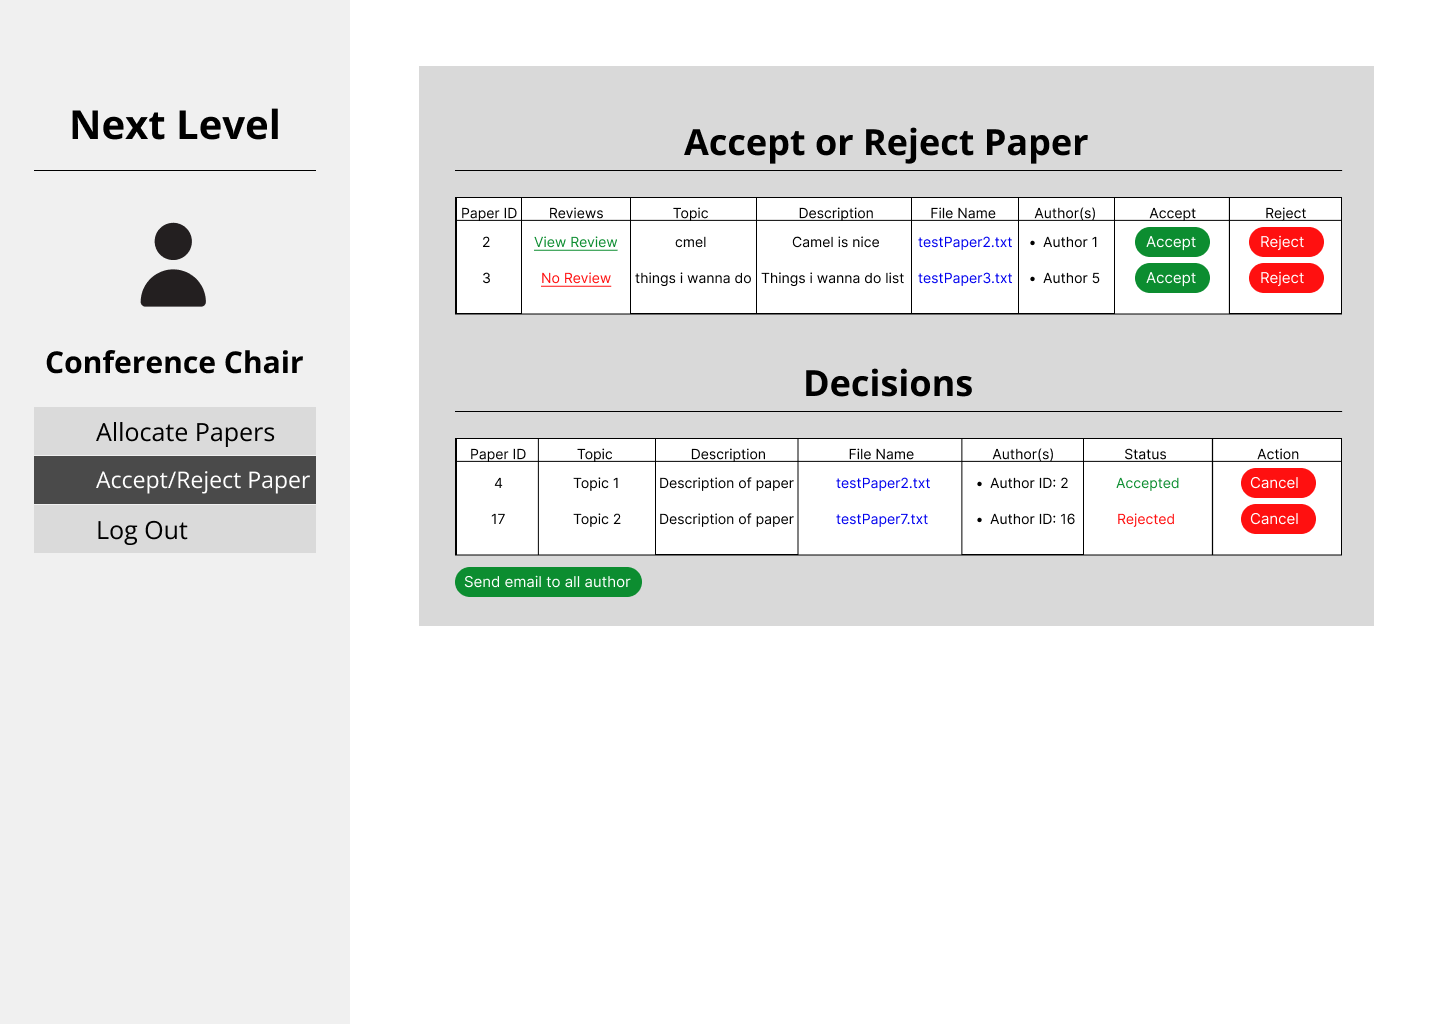 Next Level
Conference Chair
Allocate Papers
Accept/Reject Paper
Log Out
Accept or Reject Paper
Paper ID Reviews Topic Description File Name Author(s) Accept Reject
2 View Review cmel Camel is nice testPaper2.txt • Author 1 Accept Reject
3 No Review things i wanna do Things i wanna do list testPaper3.txt • Author 5 Accept Reject
Decisions
Paper ID Topic Description File Name Author(s) Status Action
4 Topic 1 Description of paper testPaper2.txt • Author ID: 2 Accepted Cancel
17 Topic 2 Description of paper testPaper7.txt • Author ID: 16 Rejected Cancel
Send email to all author